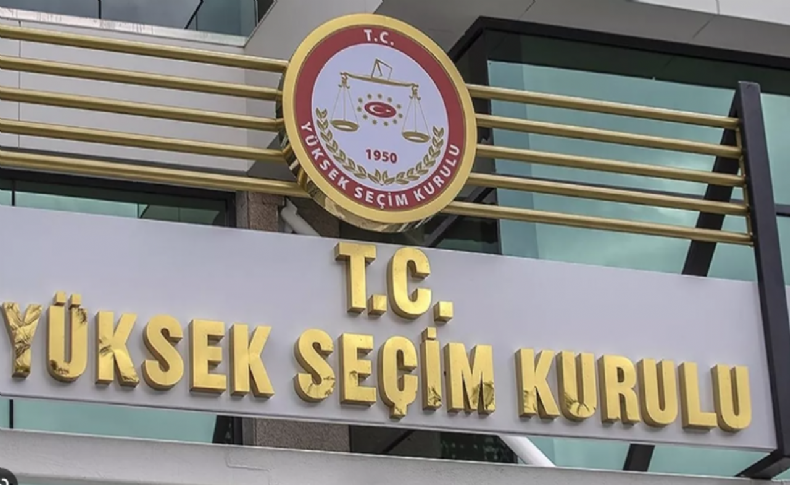 T.C.
1950
YÜKSEK SEÇİM KURULU
T.C.
YÜKSEK SEÇİM KURULU